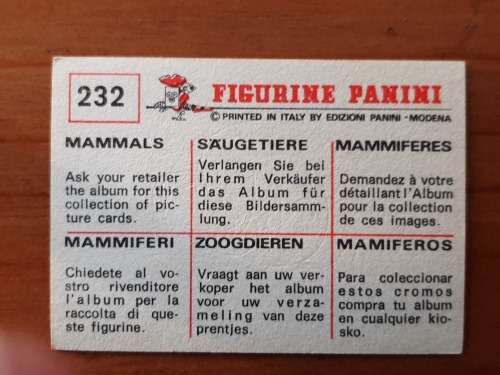 232
FIGURINE PANINI
© PRINTED IN ITALY BY EDIZIONI PANINI - MODENA
MAMMALS
Ask your retailer
the album for this
collection of pic-
ture cards.
SÄUGETIERE
Verlangen Sie bei
Ihrem Verkäufer
das Album für
diese Bildersamm-
lung.
MAMMIFERES
Demandez à votre
détaillant l'Album
pour la collection
de ces images.
MAMMIFERI
Chiedete al vo-
stro rivenditore
l'album per la
raccolta di que-
ste figurine.
ZOOGDIEREN
Vraagt aan uw ver-
koper het album
voor uw verza-
meling van deze
prentjes.
MAMIFEROS
Para coleccionar
estos cromos
compra tu album
en cualquier kio-
sko.